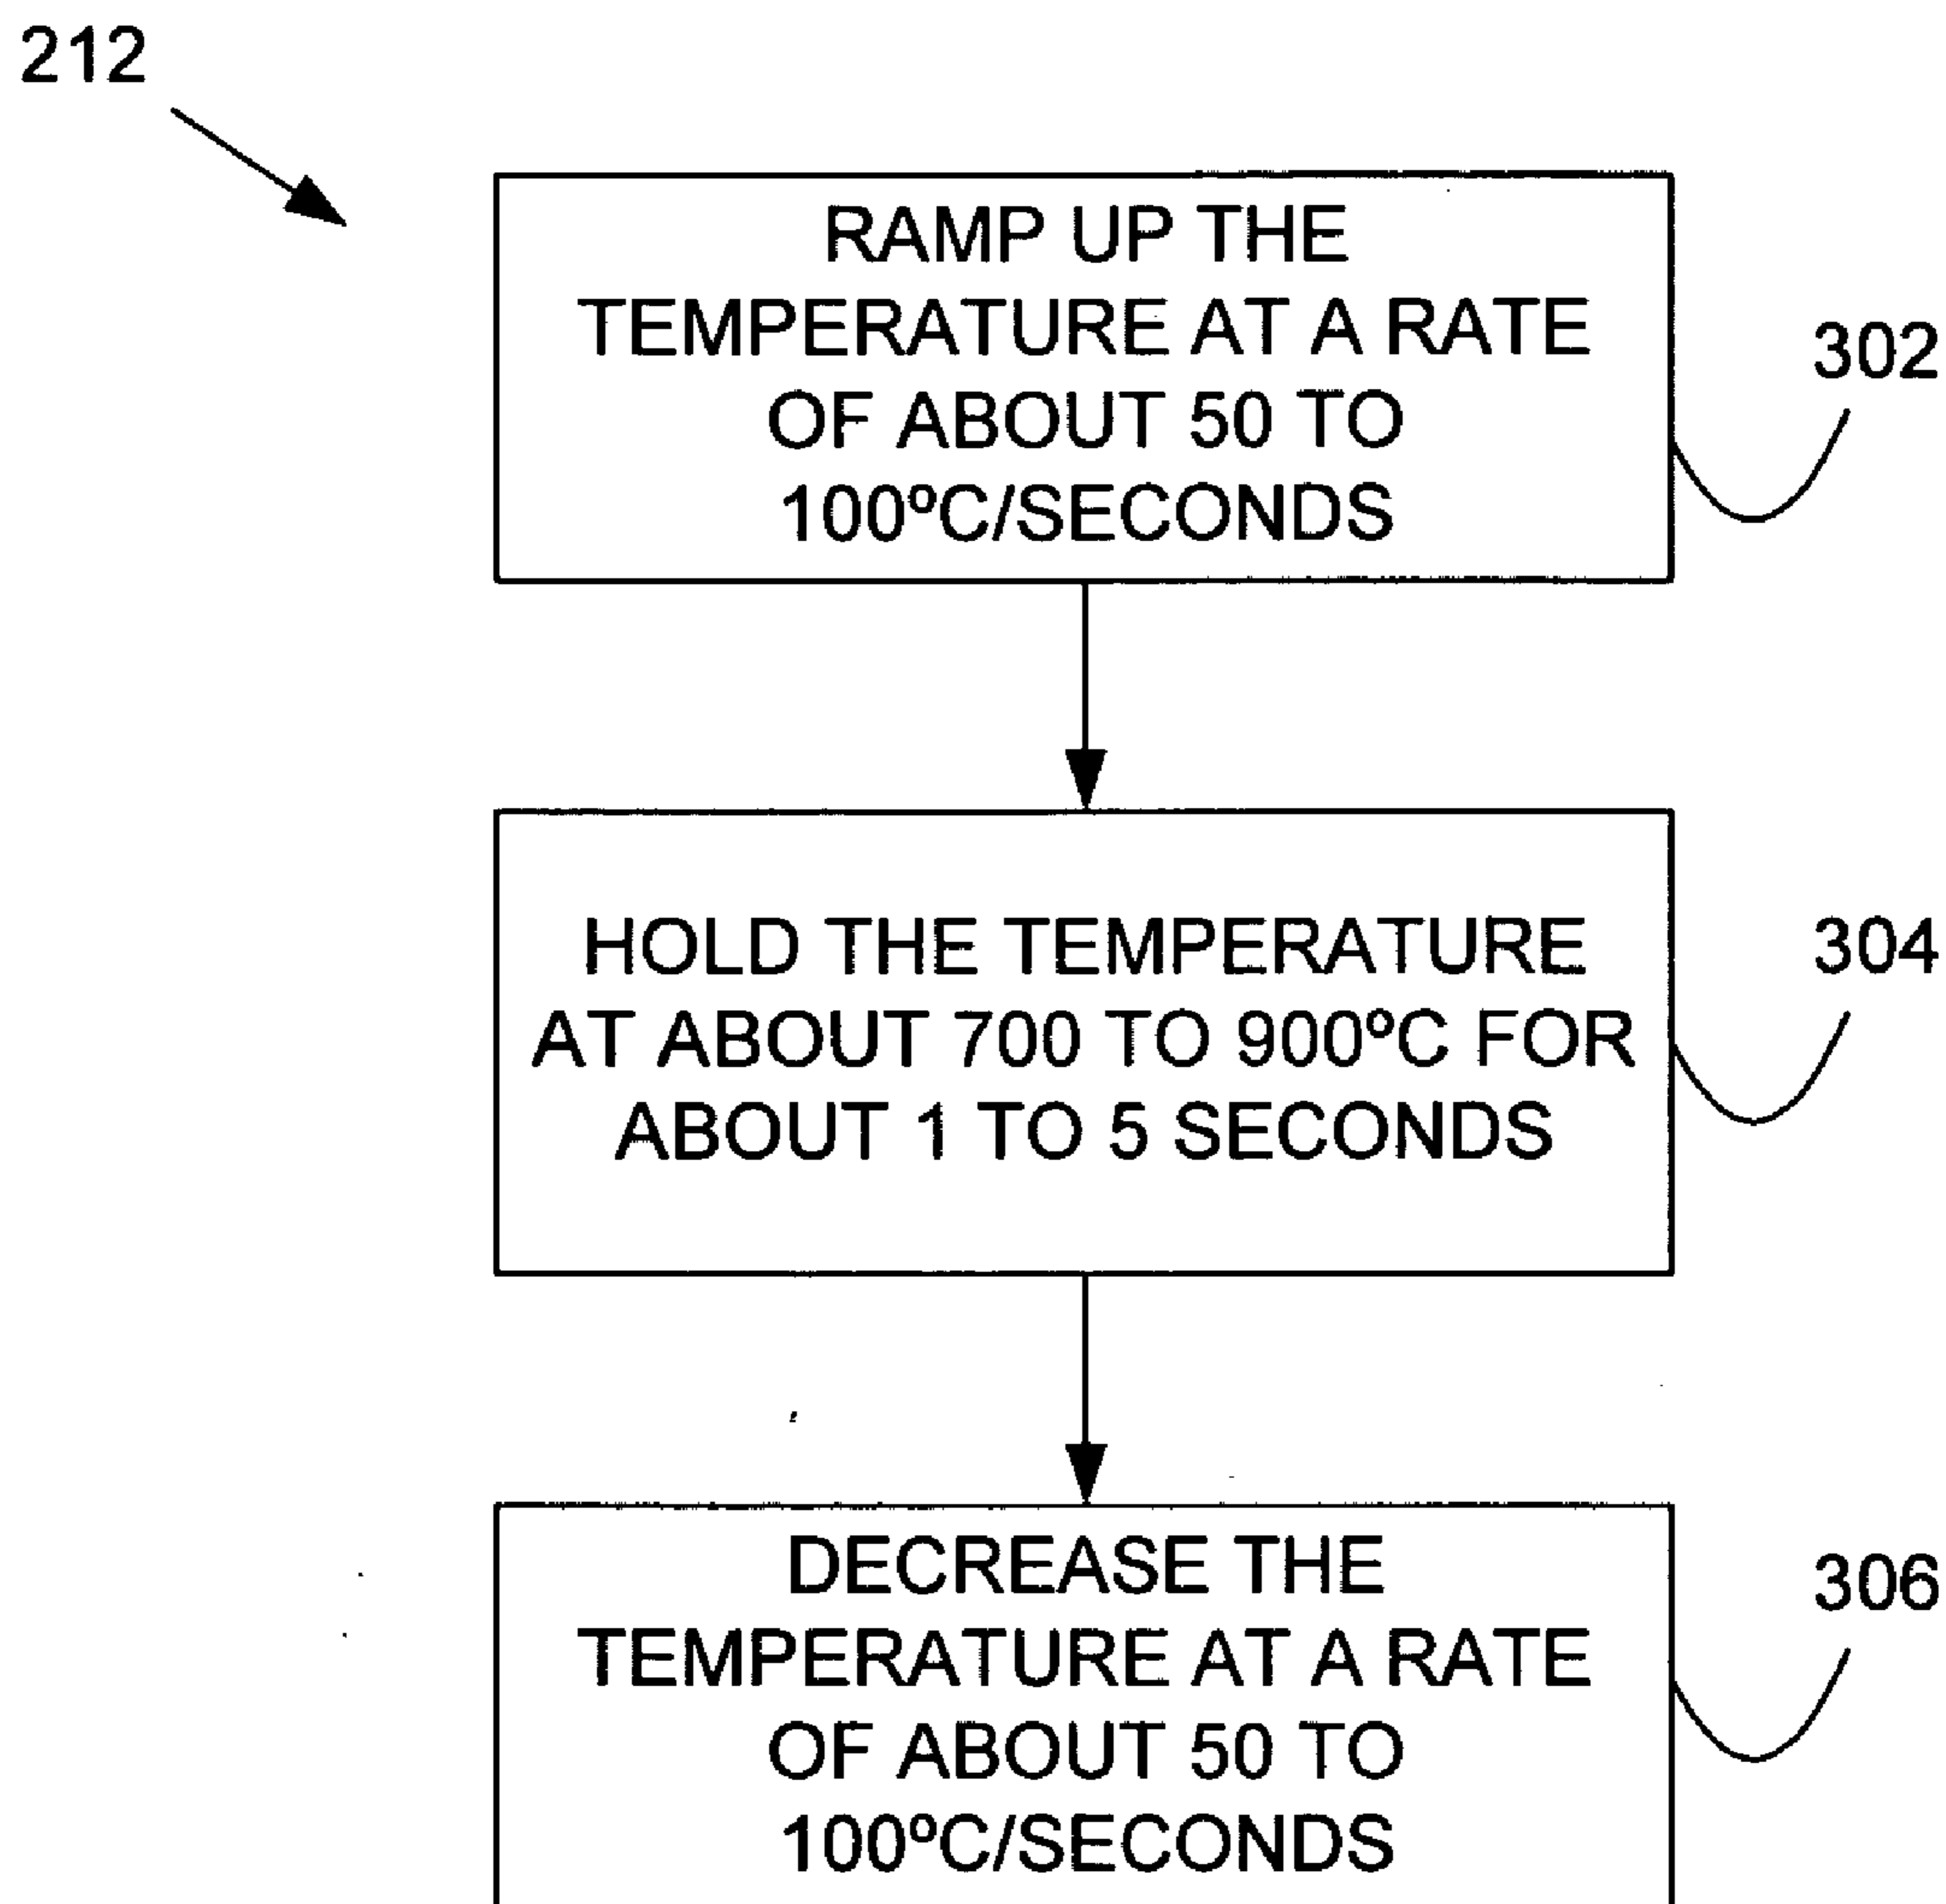 212
RAMP UP THE
TEMPERATURE AT A RATE
OF ABOUT 50 TO
100ºC/SECONDS
302
HOLD THE TEMPERATURE
AT ABOUT 700 TO 900ºC FOR
ABOUT 1 TO 5 SECONDS
304
DECREASE THE
TEMPERATURE AT A RATE
OF ABOUT 50 TO
100ºC/SECONDS
306